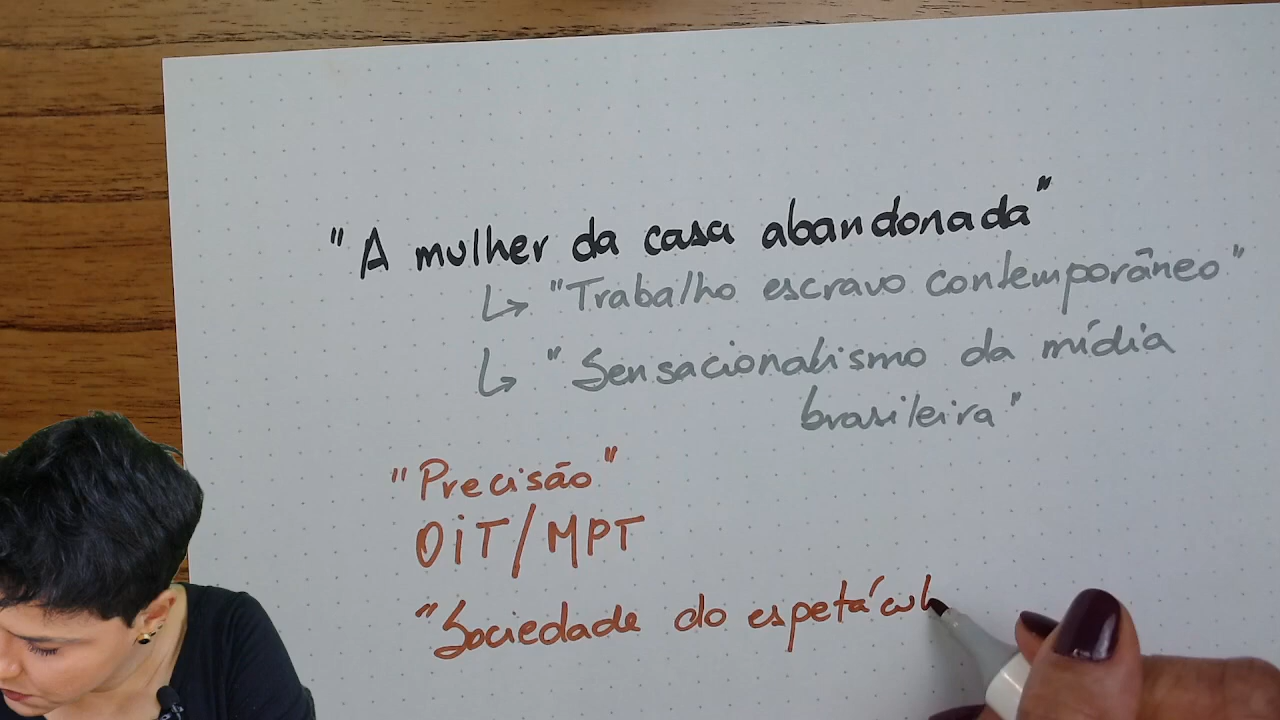 "A mulher da casa abandonada"
↳ "Trabalho escravo contemporâneo"
↳ "Sensacionalismo da mídia
brasileira"
"Precisão"
OIT/MPT
"Sociedade do espetácul